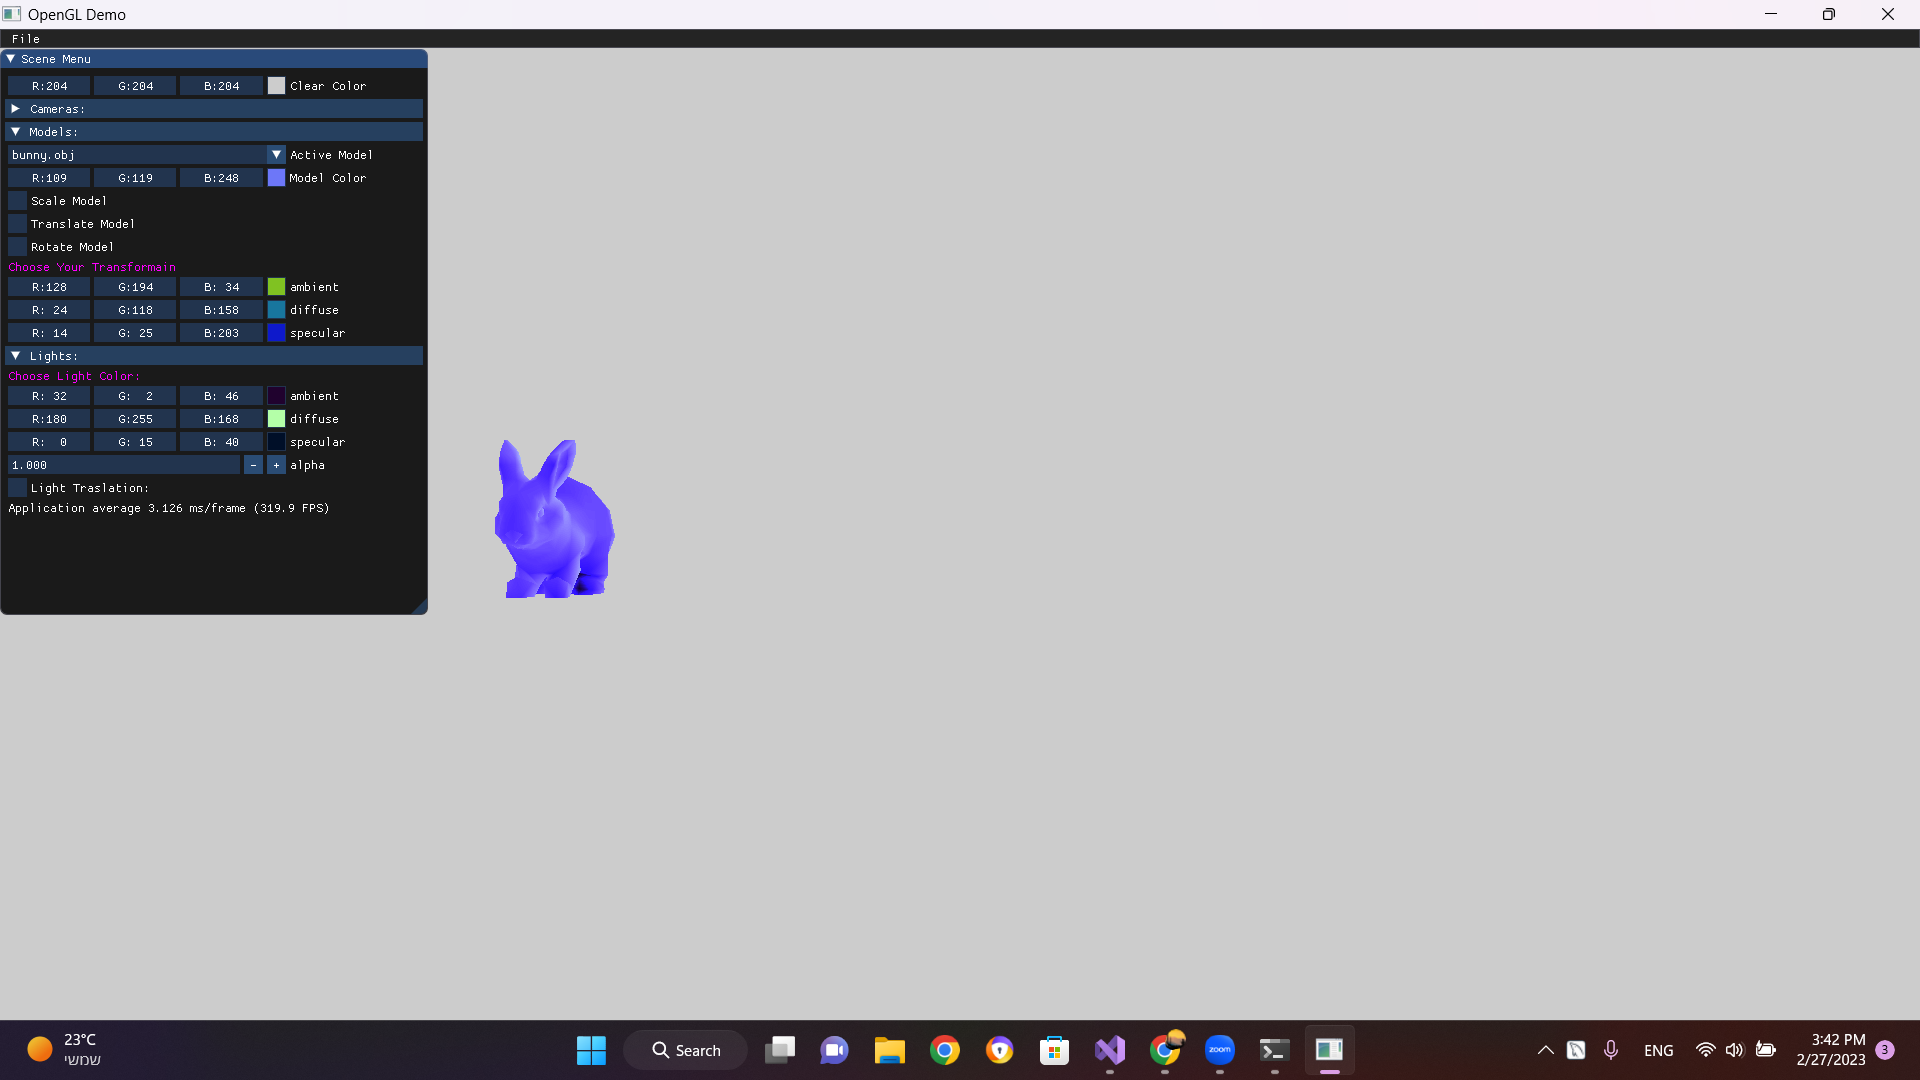 OpenGL Demo
File
Scene Menu
R:204 G:204 B:204 Clear Color
Cameras:
Models:
bunny.obj Active Model
R:109 G:119 B:248 Model Color
Scale Model
Translate Model
Rotate Model
Choose Your Transformain
R:128 G:194 B: 34 ambient
R: 24 G:118 B:158 diffuse
R: 14 G: 25 B:203 specular
Lights:
Choose Light Color:
R: 32 G: 2 B: 46 ambient
R:180 G:255 B:168 diffuse
R: 0 G: 15 B: 40 specular
1.000 - + alpha
Light Traslation:
Application average 3.126 ms/frame (319.9 FPS)
23°C
שמשי
Search
zoom
ENG
3:42 PM
2/27/2023
3